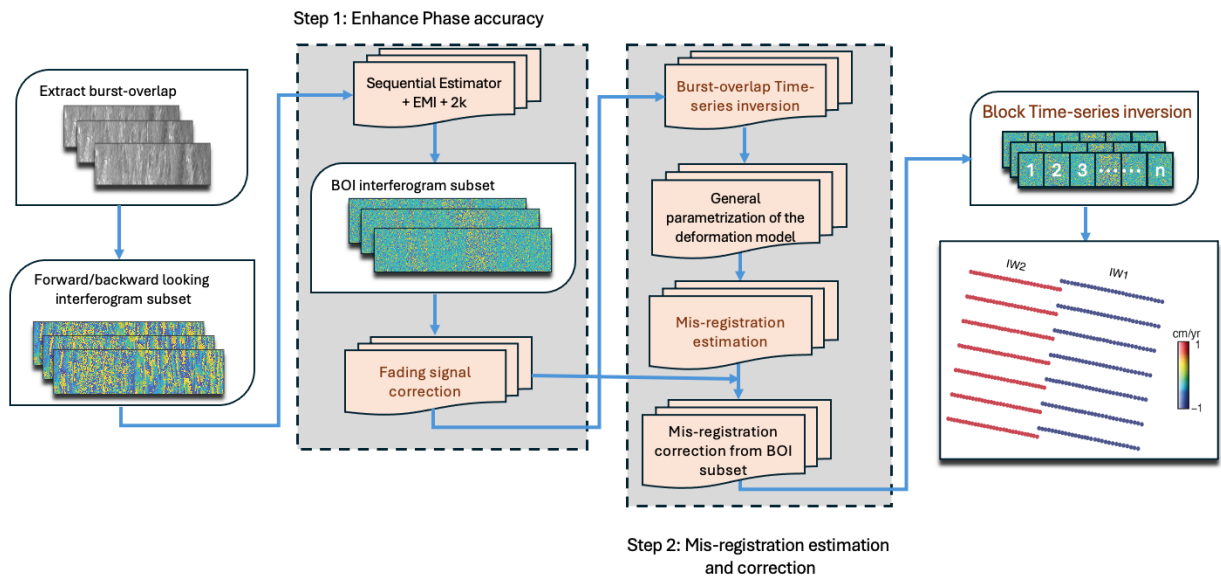 Step 1: Enhance Phase accuracy
Extract burst-overlap
Forward/backward looking
interferogram subset
Sequential Estimator
+ EMI + 2k
BOI interferogram subset
Fading signal
correction
Burst-overlap Time-
series inversion
General
parametrization of the
deformation model
Mis-registration
estimation
Mis-registration
correction from BOI
subset
Step 2: Mis-registration estimation
and correction
Block Time-series inversion
1 2 3 ...... n
IW2 IW1
cm/yr
1
−1